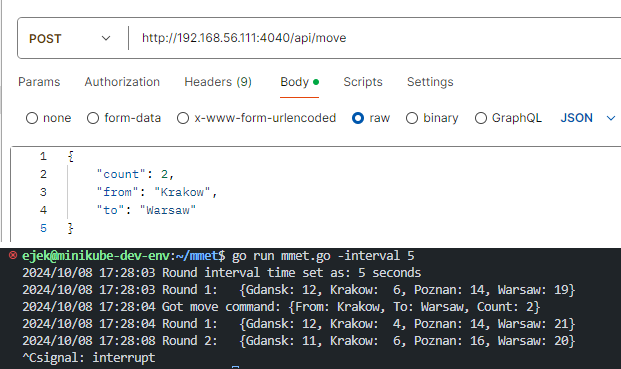 POST http://192.168.56.111:4040/api/move
Params Authorization Headers (9) Body Scripts Settings
none form-data x-www-form-urlencoded raw binary GraphQL JSON
1 {
2 "count": 2,
3 "from": "Krakow",
4 "to": "Warsaw"
5 }
ejek@minikube-dev-env:~/mmet$ go run mmet.go -interval 5
2024/10/08 17:28:03 Round interval time set as: 5 seconds
2024/10/08 17:28:03 Round 1:   {Gdansk: 12, Krakow:  6, Poznan: 14, Warsaw: 19}
2024/10/08 17:28:04 Got move command: {From: Krakow, To: Warsaw, Count: 2}
2024/10/08 17:28:04 Round 1:   {Gdansk: 12, Krakow:  4, Poznan: 14, Warsaw: 21}
2024/10/08 17:28:08 Round 2:   {Gdansk: 11, Krakow:  6, Poznan: 16, Warsaw: 20}
^Csignal: interrupt